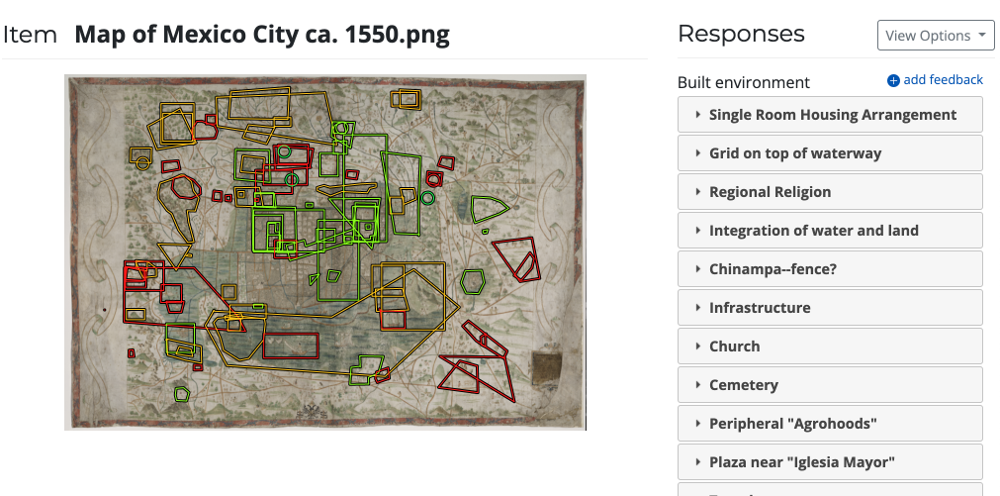 Item Map of Mexico City ca. 1550.png
Responses
View Options
Built environment
add feedback
Single Room Housing Arrangement
Grid on top of waterway
Regional Religion
Integration of water and land
Chinampa--fence?
Infrastructure
Church
Cemetery
Peripheral "Agrohoods"
Plaza near "Iglesia Mayor"